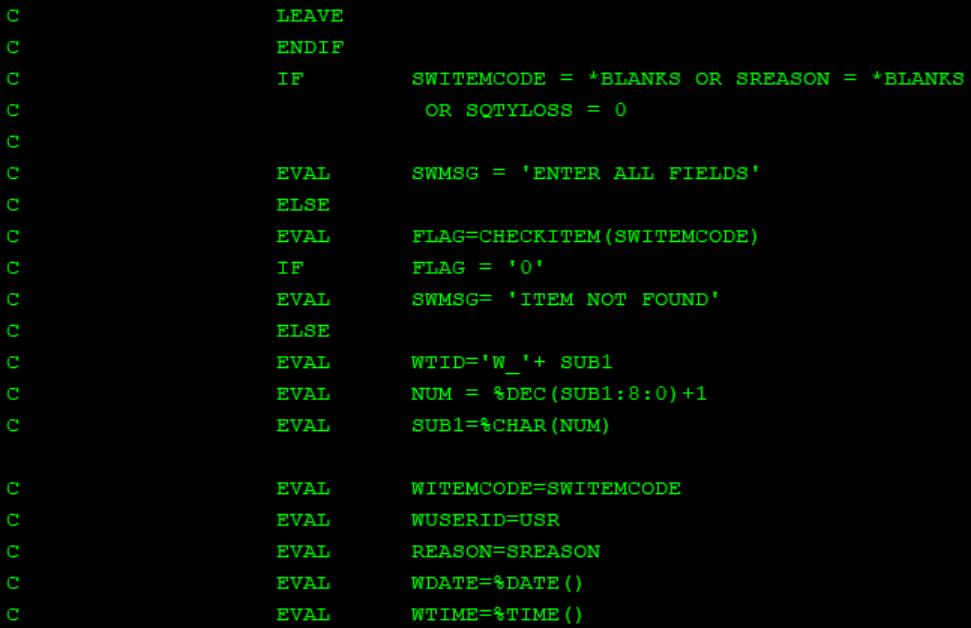 C                   LEAVE
C                   ENDIF
C                   IF        SWITEMCODE = *BLANKS OR SREASON = *BLANKS
C                              OR SQTYLOSS = 0
C
C                   EVAL      SWMSG = 'ENTER ALL FIELDS'
C                   ELSE
C                   EVAL      FLAG=CHECKITEM(SWITEMCODE)
C                   IF        FLAG = '0'
C                   EVAL      SWMSG= 'ITEM NOT FOUND'
C                   ELSE
C                   EVAL      WTID='W_'+ SUB1
C                   EVAL      NUM = %DEC(SUB1:8:0)+1
C                   EVAL      SUB1=%CHAR(NUM)

C                   EVAL      WITEMCODE=SWITEMCODE
C                   EVAL      WUSERID=USR
C                   EVAL      REASON=SREASON
C                   EVAL      WDATE=%DATE()
C                   EVAL      WTIME=%TIME()